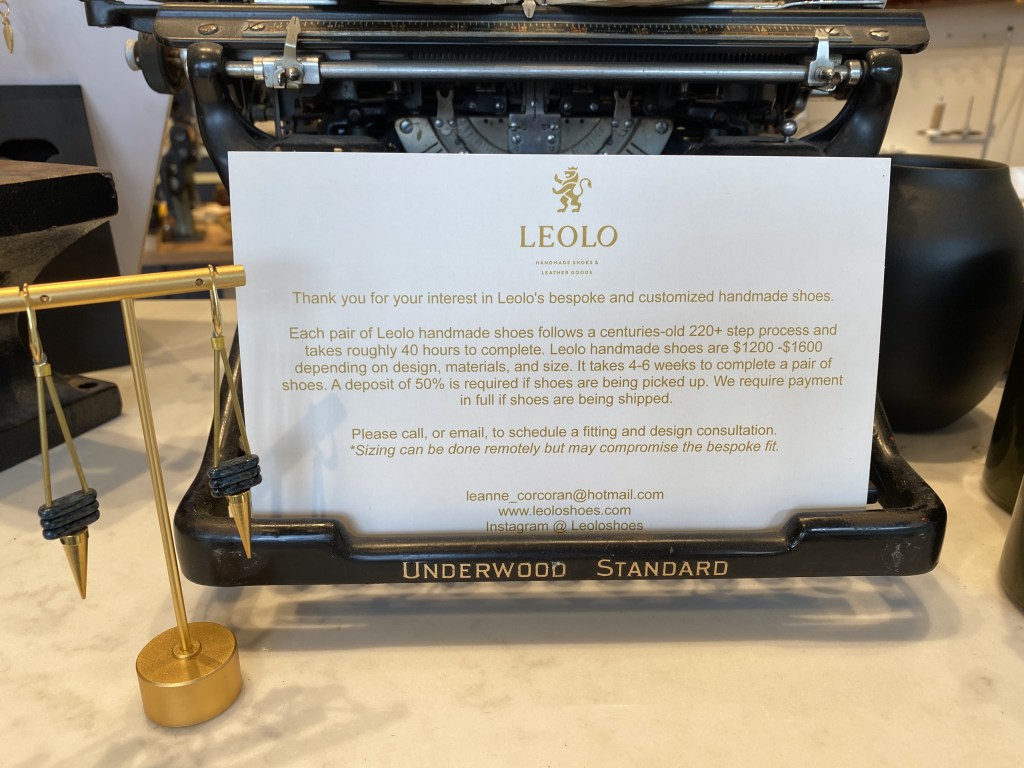 LEOLO
HANDMADE SHOES &
LEATHER GOODS
Thank you for your interest in Leolo's bespoke and customized handmade shoes.
Each pair of Leolo handmade shoes follows a centuries-old 220+ step process and
takes roughly 40 hours to complete. Leolo handmade shoes are $1200 -$1600
depending on design, materials, and size. It takes 4-6 weeks to complete a pair of
shoes. A deposit of 50% is required if shoes are being picked up. We require payment
in full if shoes are being shipped.
Please call, or email, to schedule a fitting and design consultation.
*Sizing can be done remotely but may compromise the bespoke fit.
leanne_corcoran@hotmail.com
www.leoloshoes.com
Instagram @ Leoloshoes
UNDERWOOD STANDARD